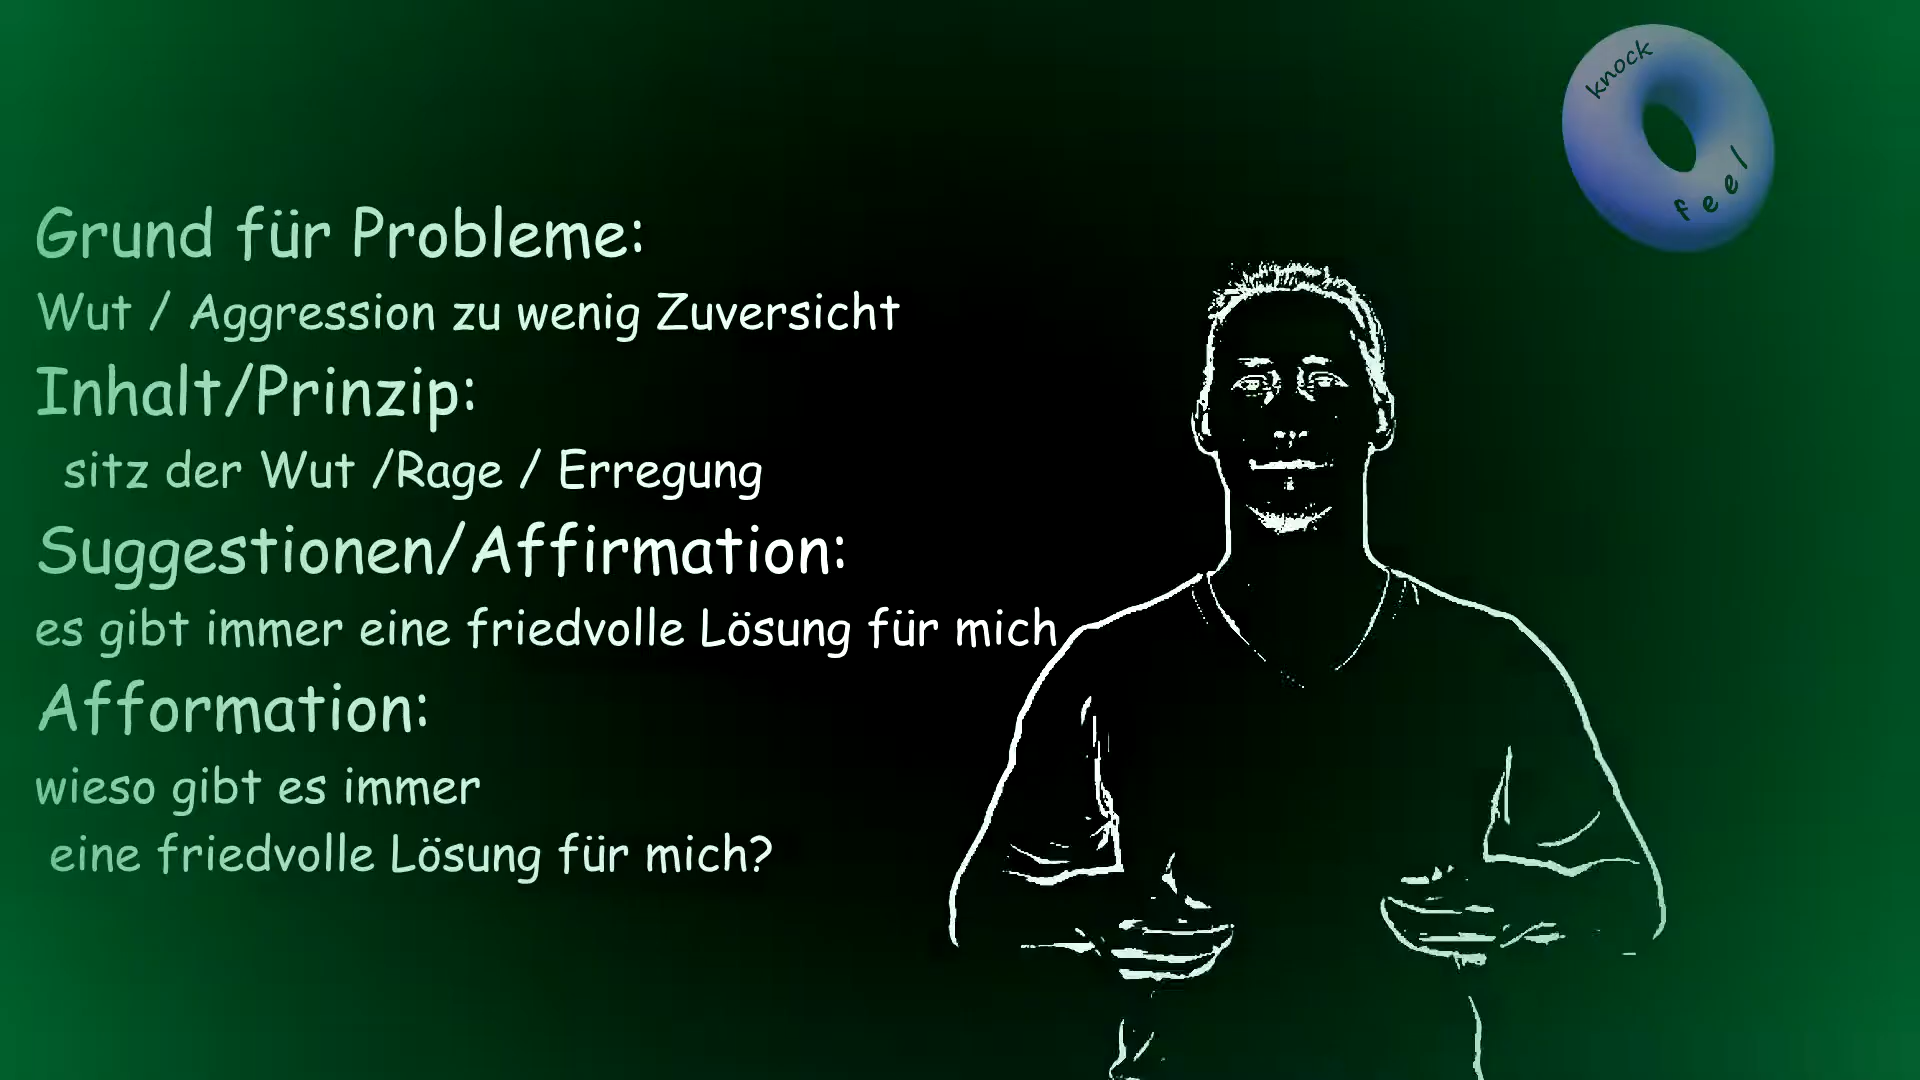 knock
feel
Grund für Probleme:
Wut / Aggression zu wenig Zuversicht
Inhalt/Prinzip:
sitz der Wut /Rage / Erregung
Suggestionen/Affirmation:
es gibt immer eine friedvolle Lösung für mich
Afformation:
wieso gibt es immer
eine friedvolle Lösung für mich?